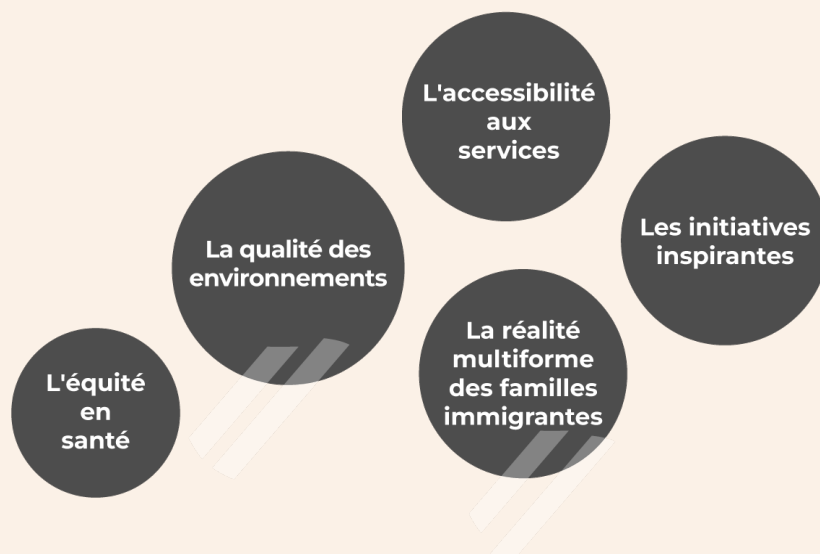 L'accessibilité
aux
services
Les initiatives
inspirantes
La qualité des
environnements
La réalité
multiforme
des familles
immigrantes
L'équité
en
santé